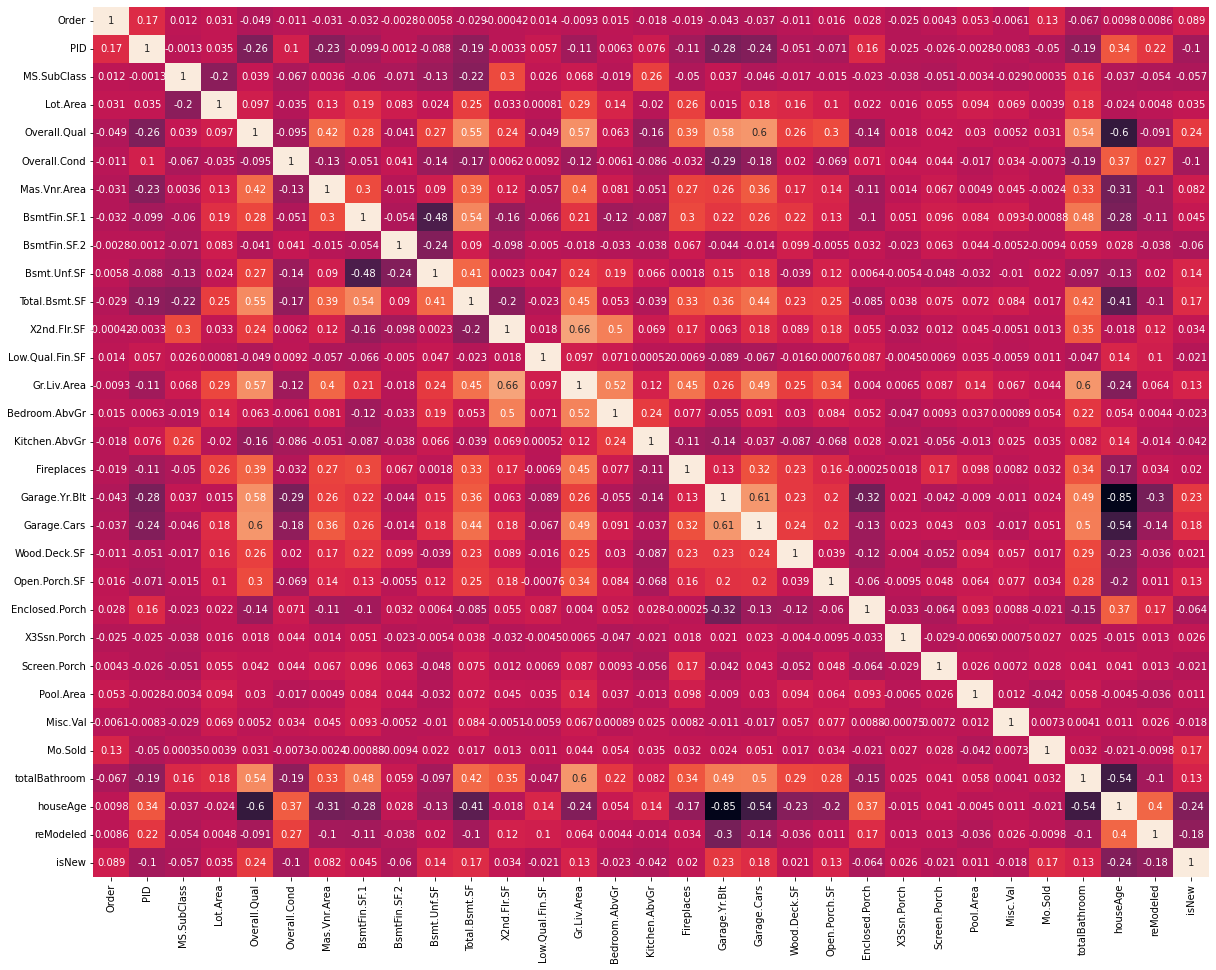 Order 1 0.17 0.012 0.031 -0.049 -0.011 -0.031 -0.032 -0.0028 0.0058 -0.029 -0.00042 0.014 -0.0093 0.015 -0.018 -0.019 -0.043 -0.037 -0.011 0.016 0.028 -0.025 0.0043 0.053 -0.0061 0.13 -0.067 0.0098 0.0086 0.089
PID 0.17 1 -0.0013 0.035 -0.26 0.1 -0.23 -0.099 -0.0012 -0.088 -0.19 -0.0033 0.057 -0.11 0.0063 0.076 -0.11 -0.28 -0.24 -0.051 -0.071 0.16 -0.025 -0.026 -0.0028 -0.0083 -0.05 -0.19 0.34 0.22 -0.1
MS.SubClass 0.012 -0.0013 1 -0.2 0.039 -0.067 0.0036 -0.06 -0.071 -0.13 -0.22 0.3 0.026 0.068 -0.019 0.26 -0.05 0.037 -0.046 -0.017 -0.015 -0.023 -0.038 -0.051 -0.0034 -0.029 0.00035 0.16 -0.037 -0.054 -0.057
Lot.Area 0.031 0.035 -0.2 1 0.097 -0.035 0.13 0.19 0.083 0.024 0.25 0.033 0.00081 0.29 0.14 -0.02 0.26 0.015 0.18 0.16 0.1 0.022 0.016 0.055 0.094 0.069 0.0039 0.18 -0.024 0.0048 0.035
Overall.Qual -0.049 -0.26 0.039 0.097 1 -0.095 0.42 0.28 -0.041 0.27 0.55 0.24 -0.049 0.57 0.063 -0.16 0.39 0.58 0.6 0.26 0.3 -0.14 0.018 0.042 0.03 0.0052 0.031 0.54 -0.6 -0.091 0.24
Overall.Cond -0.011 0.1 -0.067 -0.035 -0.095 1 -0.13 -0.051 0.041 -0.14 -0.17 0.0062 0.0092 -0.12 -0.0061 -0.086 -0.032 -0.29 -0.18 0.02 -0.069 0.071 0.044 0.044 -0.017 0.034 -0.0073 -0.19 0.37 0.27 -0.1
Mas.Vnr.Area -0.031 -0.23 0.0036 0.13 0.42 -0.13 1 0.3 -0.015 0.09 0.39 0.12 -0.057 0.4 0.081 -0.051 0.27 0.26 0.36 0.17 0.14 -0.11 0.014 0.067 0.0049 0.045 -0.0024 0.33 -0.31 -0.1 0.082
BsmtFin.SF.1 -0.032 -0.099 -0.06 0.19 0.28 -0.051 0.3 1 -0.054 -0.48 0.54 -0.16 -0.066 0.21 -0.12 -0.087 0.3 0.22 0.26 0.22 0.13 -0.1 0.051 0.096 0.084 0.093 -0.00088 0.48 -0.28 -0.11 0.045
BsmtFin.SF.2 -0.0028 -0.0012 -0.071 0.083 -0.041 0.041 -0.015 -0.054 1 -0.24 0.09 -0.098 -0.005 -0.018 -0.033 -0.038 0.067 -0.044 -0.014 0.099 -0.0055 0.032 -0.023 0.063 0.044 -0.0052 -0.0094 0.059 0.028 -0.038 -0.06
Bsmt.Unf.SF 0.0058 -0.088 -0.13 0.024 0.27 -0.14 0.09 -0.48 -0.24 1 0.41 0.0023 0.047 0.24 0.19 0.066 0.0018 0.15 0.18 -0.039 0.12 0.0064 -0.0054 -0.048 -0.032 -0.01 0.022 -0.097 -0.13 0.02 0.14
Total.Bsmt.SF -0.029 -0.19 -0.22 0.25 0.55 -0.17 0.39 0.54 0.09 0.41 1 -0.2 -0.023 0.45 0.053 -0.039 0.33 0.36 0.44 0.23 0.25 -0.085 0.038 0.075 0.072 0.084 0.017 0.42 -0.41 -0.1 0.17
X2nd.Flr.SF -0.00042 -0.0033 0.3 0.033 0.24 0.0062 0.12 -0.16 -0.098 0.0023 -0.2 1 0.018 0.66 0.5 0.069 0.17 0.063 0.18 0.089 0.18 0.055 -0.032 0.012 0.045 -0.0051 0.013 0.35 -0.018 0.12 0.034
Low.Qual.Fin.SF 0.014 0.057 0.026 0.00081 -0.049 0.0092 -0.057 -0.066 -0.005 0.047 -0.023 0.018 1 0.097 0.071 0.00052 -0.0069 -0.089 -0.067 -0.016 -0.00076 0.087 -0.0045 0.0069 0.035 -0.0059 0.011 -0.047 0.14 0.1 -0.021
Gr.Liv.Area -0.0093 -0.11 0.068 0.29 0.57 -0.12 0.4 0.21 -0.018 0.24 0.45 0.66 0.097 1 0.52 0.12 0.45 0.26 0.49 0.25 0.34 0.004 0.0065 0.087 0.14 0.067 0.044 0.6 -0.24 0.064 0.13
Bedroom.AbvGr 0.015 0.0063 -0.019 0.14 0.063 -0.0061 0.081 -0.12 -0.033 0.19 0.053 0.5 0.071 0.52 1 0.24 0.077 -0.055 0.091 0.03 0.084 0.052 -0.047 0.0093 0.037 0.00089 0.054 0.22 0.054 0.0044 -0.023
Kitchen.AbvGr -0.018 0.076 0.26 -0.02 -0.16 -0.086 -0.051 -0.087 -0.038 0.066 -0.039 0.069 0.00052 0.12 0.24 1 -0.11 -0.14 -0.037 -0.087 -0.068 0.028 -0.021 -0.056 -0.013 0.025 0.035 0.082 0.14 -0.014 -0.042
Fireplaces -0.019 -0.11 -0.05 0.26 0.39 -0.032 0.27 0.3 0.067 0.0018 0.33 0.17 -0.0069 0.45 0.077 -0.11 1 0.13 0.32 0.23 0.16 -0.00025 0.018 0.17 0.098 0.0082 0.032 0.34 -0.17 0.034 0.02
Garage.Yr.Blt -0.043 -0.28 0.037 0.015 0.58 -0.29 0.26 0.22 -0.044 0.15 0.36 0.063 -0.089 0.26 -0.055 -0.14 0.13 1 0.61 0.23 0.2 -0.32 0.021 -0.042 -0.009 -0.011 0.024 0.49 -0.85 -0.3 0.23
Garage.Cars -0.037 -0.24 -0.046 0.18 0.6 -0.18 0.36 0.26 -0.014 0.18 0.44 0.18 -0.067 0.49 0.091 -0.037 0.32 0.61 1 0.24 0.2 -0.13 0.023 0.043 0.03 -0.017 0.051 0.5 -0.54 -0.14 0.18
Wood.Deck.SF -0.011 -0.051 -0.017 0.16 0.26 0.02 0.17 0.22 0.099 -0.039 0.23 0.089 -0.016 0.25 0.03 -0.087 0.23 0.23 0.24 1 0.039 -0.12 -0.004 -0.052 0.094 0.057 0.017 0.29 -0.23 -0.036 0.021
Open.Porch.SF 0.016 -0.071 -0.015 0.1 0.3 -0.069 0.14 0.13 -0.0055 0.12 0.25 0.18 -0.00076 0.34 0.084 -0.068 0.16 0.2 0.2 0.039 1 -0.06 -0.0095 0.048 0.064 0.077 0.034 0.28 -0.2 0.011 0.13
Enclosed.Porch 0.028 0.16 -0.023 0.022 -0.14 0.071 -0.11 -0.1 0.032 0.0064 -0.085 0.055 0.087 0.004 0.052 0.028 -0.00025 -0.32 -0.13 -0.12 -0.06 1 -0.033 -0.064 0.093 0.0088 -0.021 -0.15 0.37 0.17 -0.064
X3Ssn.Porch -0.025 -0.025 -0.038 0.016 0.018 0.044 0.014 0.051 -0.023 -0.0054 0.038 -0.032 -0.0045 0.0065 -0.047 -0.021 0.018 0.021 0.023 -0.004 -0.0095 -0.033 1 -0.029 -0.0065 -0.00075 0.027 0.025 -0.015 0.013 0.026
Screen.Porch 0.0043 -0.026 -0.051 0.055 0.042 0.044 0.067 0.096 0.063 -0.048 0.075 0.012 0.0069 0.087 0.0093 -0.056 0.17 -0.042 0.043 -0.052 0.048 -0.064 -0.029 1 0.026 0.0072 0.028 0.041 0.041 0.013 -0.021
Pool.Area 0.053 -0.0028 -0.0034 0.094 0.03 -0.017 0.0049 0.084 0.044 -0.032 0.072 0.045 0.035 0.14 0.037 -0.013 0.098 -0.009 0.03 0.094 0.064 0.093 -0.0065 0.026 1 0.012 -0.042 0.058 -0.0045 -0.036 0.011
Misc.Val -0.0061 -0.0083 -0.029 0.069 0.0052 0.034 0.045 0.093 -0.0052 -0.01 0.084 -0.0051 -0.0059 0.067 0.00089 0.025 0.0082 -0.011 -0.017 0.057 0.077 0.0088 -0.00075 0.0072 0.012 1 0.0073 0.0041 0.011 0.026 -0.018
Mo.Sold 0.13 -0.05 0.00035 0.0039 0.031 -0.0073 -0.0024 -0.00088 -0.0094 0.022 0.017 0.013 0.011 0.044 0.054 0.035 0.032 0.024 0.051 0.017 0.034 -0.021 0.027 0.028 -0.042 0.0073 1 0.032 -0.021 -0.0098 0.17
totalBathroom -0.067 -0.19 0.16 0.18 0.54 -0.19 0.33 0.48 0.059 -0.097 0.42 0.35 -0.047 0.6 0.22 0.082 0.34 0.49 0.5 0.29 0.28 -0.15 0.025 0.041 0.058 0.0041 0.032 1 -0.54 -0.1 0.13
houseAge 0.0098 0.34 -0.037 -0.024 -0.6 0.37 -0.31 -0.28 0.028 -0.13 -0.41 -0.018 0.14 -0.24 0.054 0.14 -0.17 -0.85 -0.54 -0.23 -0.2 0.37 -0.015 0.041 -0.0045 0.011 -0.021 -0.54 1 0.4 -0.24
reModeled 0.0086 0.22 -0.054 0.0048 -0.091 0.27 -0.1 -0.11 -0.038 0.02 -0.1 0.12 0.1 0.064 0.0044 -0.014 0.034 -0.3 -0.14 -0.036 0.011 0.17 0.013 0.013 -0.036 0.026 -0.0098 -0.1 0.4 1 -0.18
isNew 0.089 -0.1 -0.057 0.035 0.24 -0.1 0.082 0.045 -0.06 0.14 0.17 0.034 -0.021 0.13 -0.023 -0.042 0.02 0.23 0.18 0.021 0.13 -0.064 0.026 -0.021 0.011 -0.018 0.17 0.13 -0.24 -0.18 1
Order PID MS.SubClass Lot.Area Overall.Qual Overall.Cond Mas.Vnr.Area BsmtFin.SF.1 BsmtFin.SF.2 Bsmt.Unf.SF Total.Bsmt.SF X2nd.Flr.SF Low.Qual.Fin.SF Gr.Liv.Area Bedroom.AbvGr Kitchen.AbvGr Fireplaces Garage.Yr.Blt Garage.Cars Wood.Deck.SF Open.Porch.SF Enclosed.Porch X3Ssn.Porch Screen.Porch Pool.Area Misc.Val Mo.Sold totalBathroom houseAge reModeled isNew